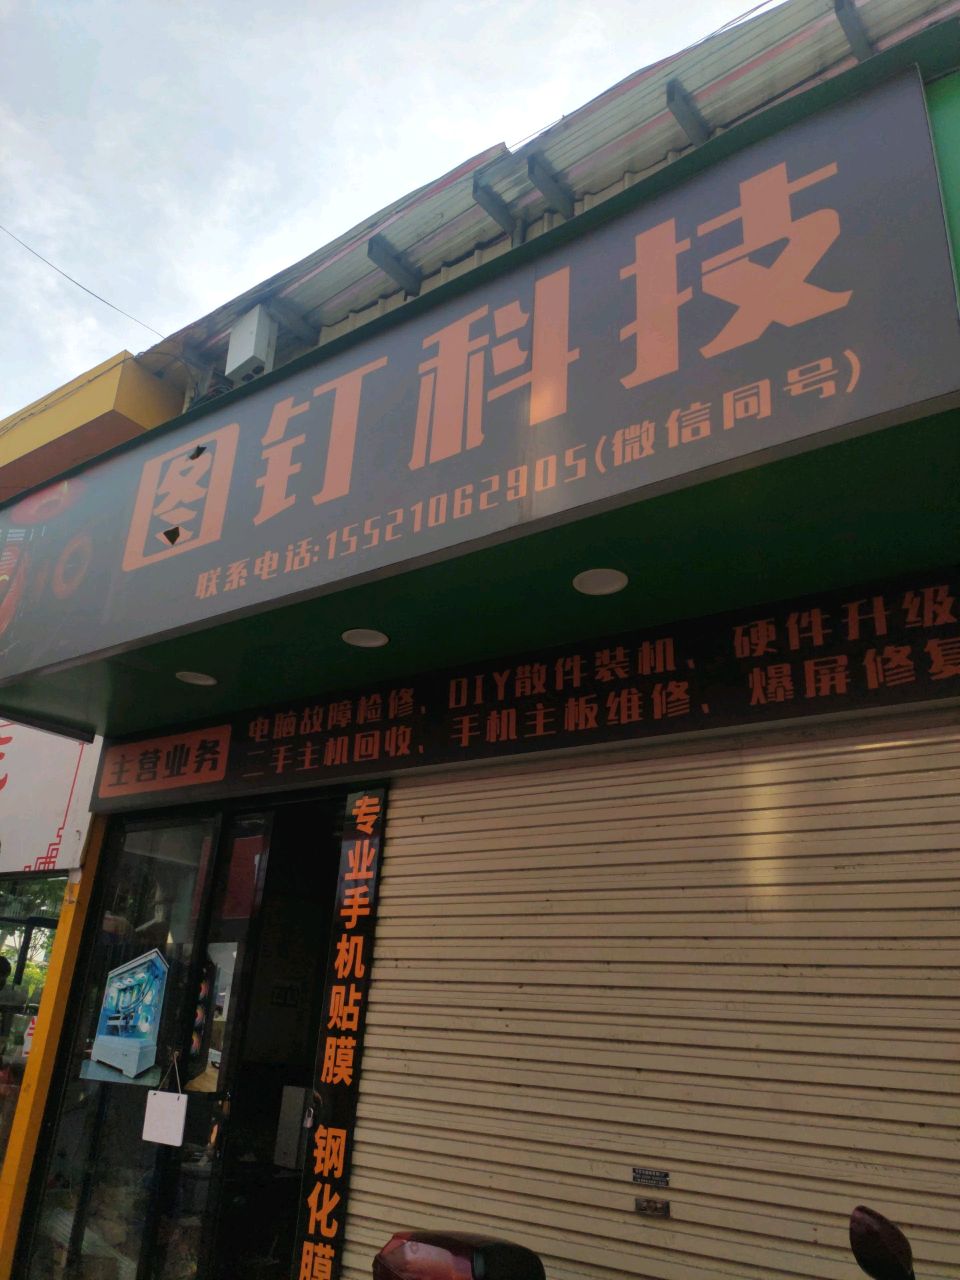 图钉科技
联系电话:15521062905(微信同号)
主营业务
电脑故障检修、DIY散件装机、硬件升级
二手主机回收、手机主板维修、爆屏修复
专业手机贴膜 钢化膜